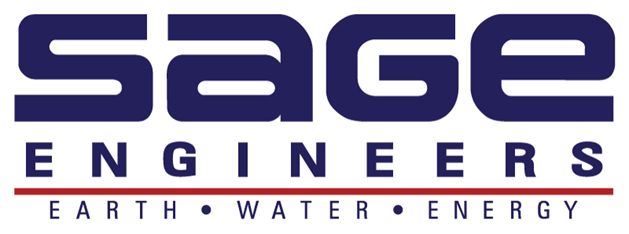 sage
ENGINEERS
EARTH • WATER • ENERGY